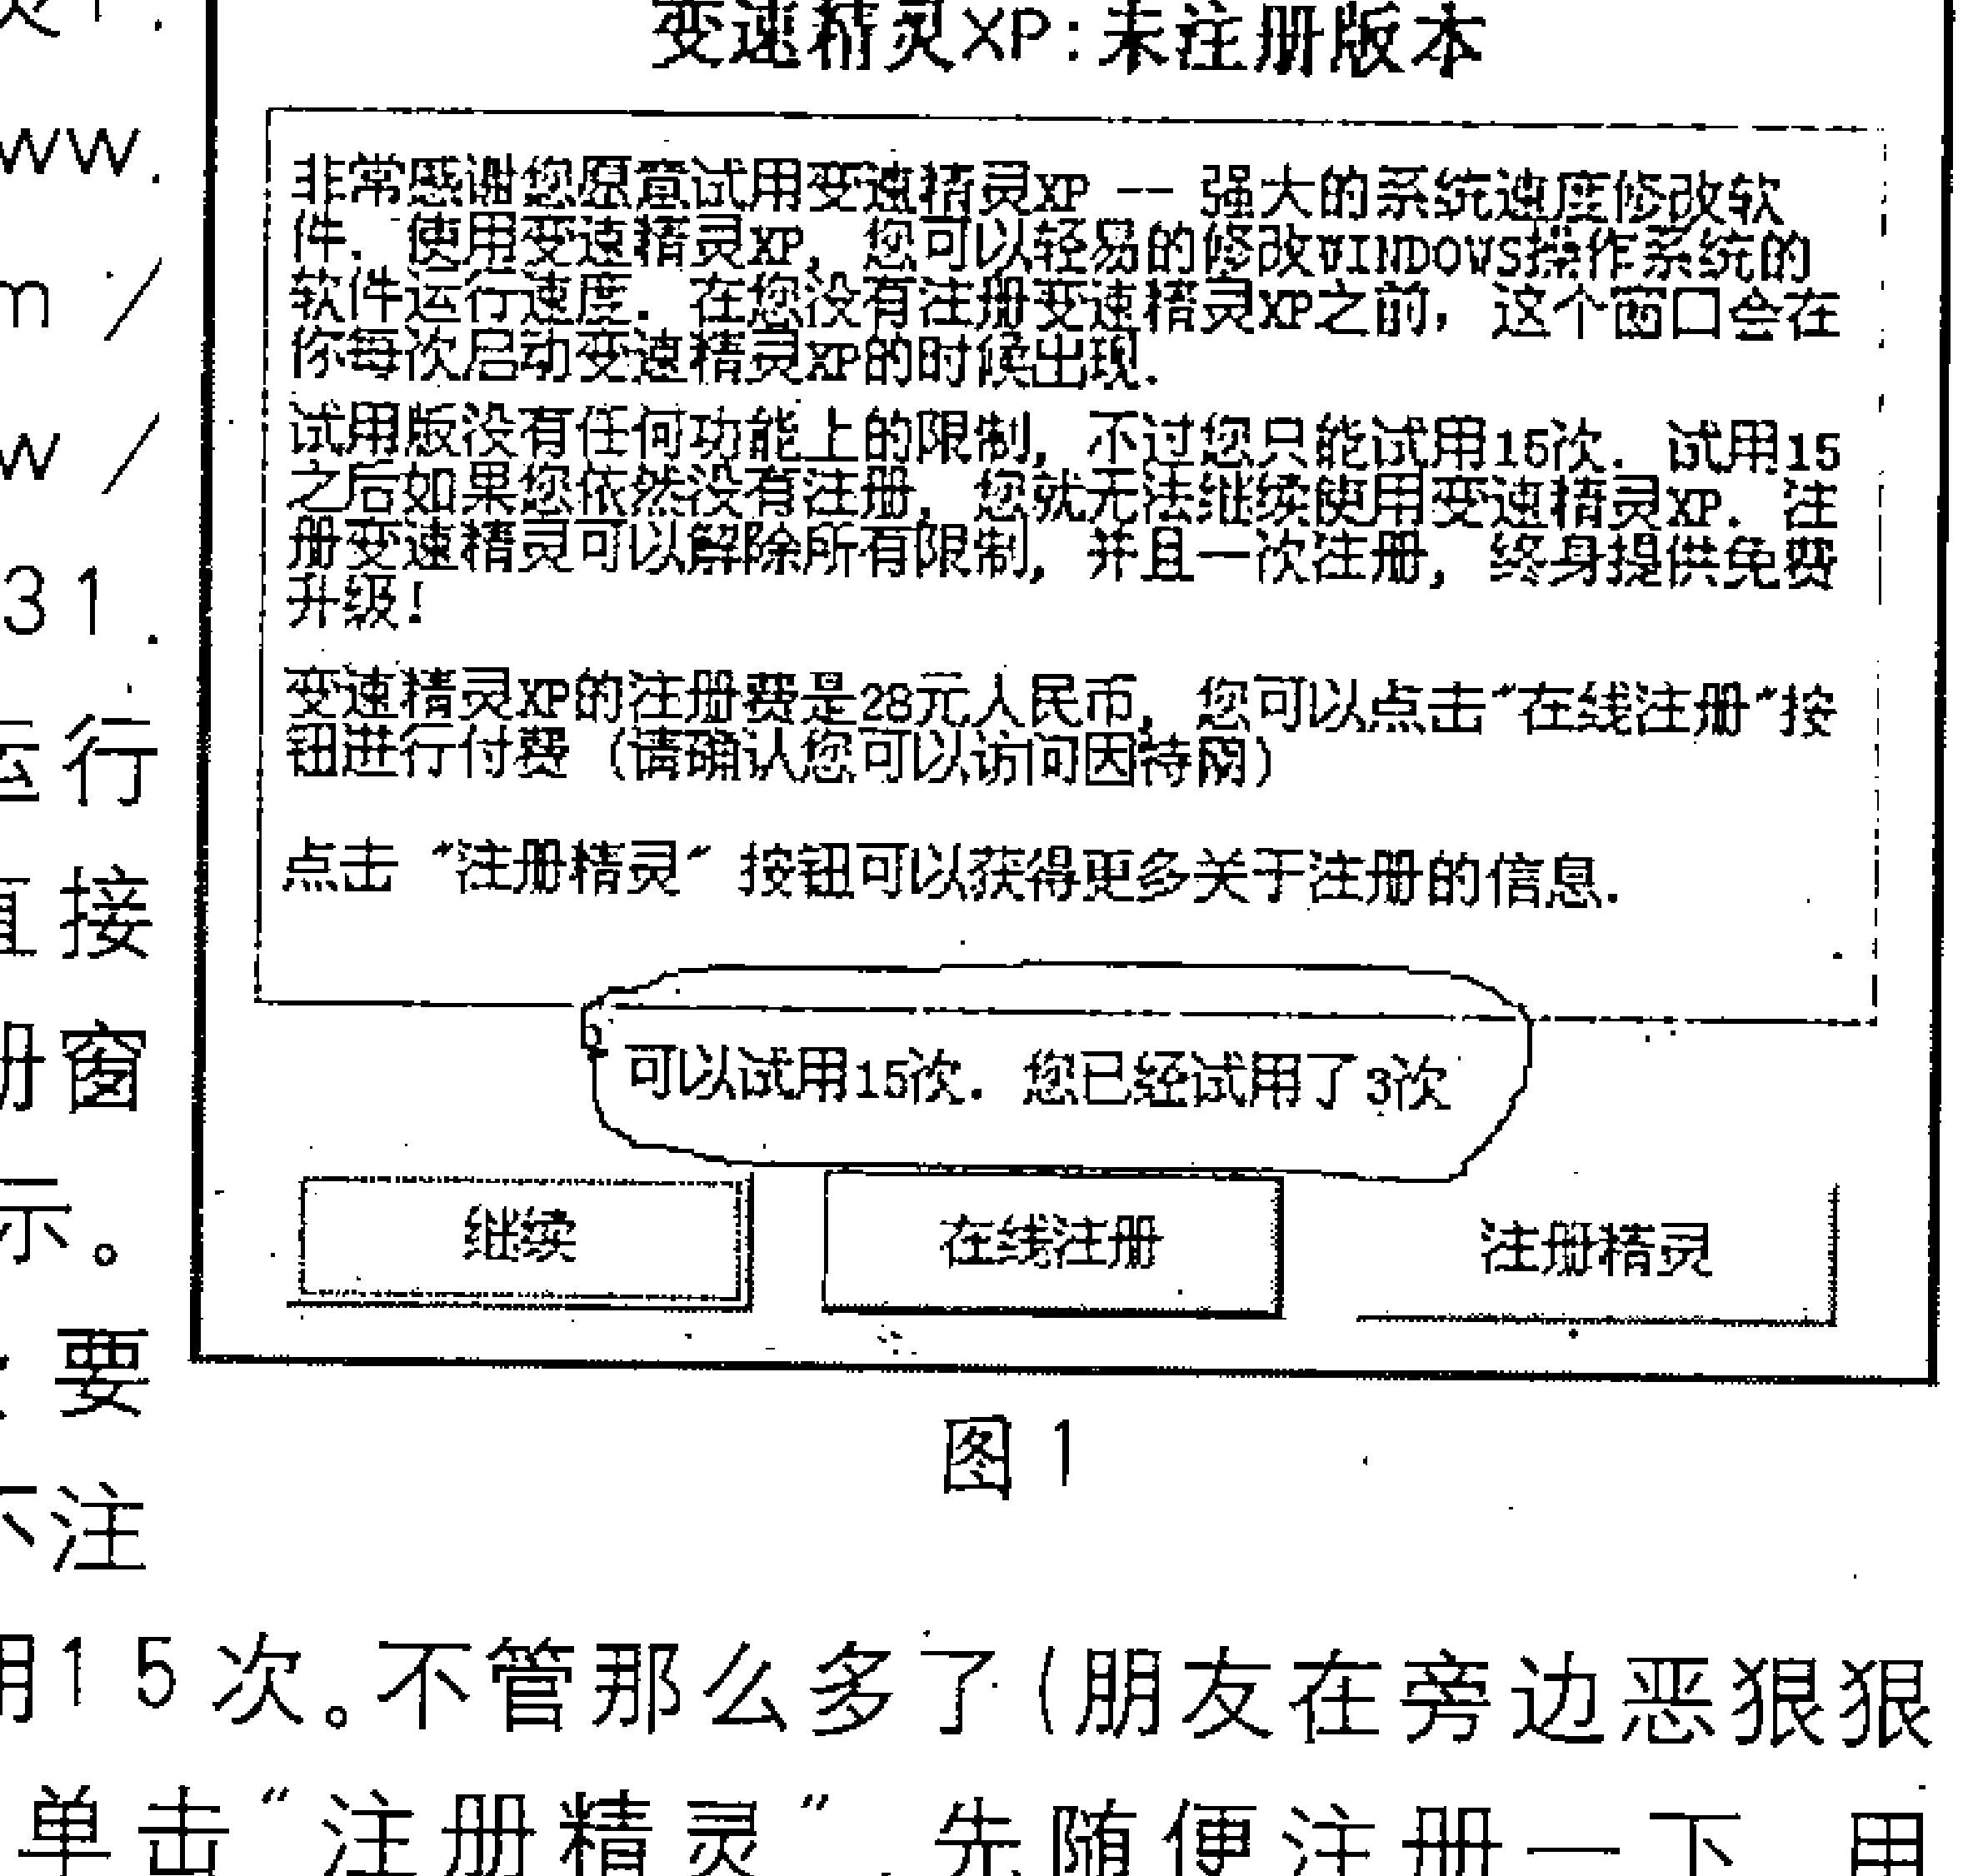 变速精灵XP:未注册版本
非常感谢您愿意试用变速精灵XP -- 强大的系统速度修改软
件. 使用变速精灵XP, 您可以轻易的修改WINDOWS操作系统的
软件运行速度. 在您没有注册变速精灵XP之前, 这个窗口会在
你每次启动变速精灵XP的时候出现.
试用版没有任何功能上的限制, 不过您只能试用15次. 试用15
之后如果您依然没有注册, 您就无法继续使用变速精灵XP. 注
册变速精灵可以解除所有限制, 并且一次注册, 终身提供免费
升级!
变速精灵XP的注册费是28元人民币, 您可以点击"在线注册"按
钮进行付费 (请确认您可以访问因特网)
点击 "注册精灵" 按钮可以获得更多关于注册的信息.
可以试用15次. 您已经试用了3次
继续
在线注册
注册精灵
图 1
ww.
m /
w /
31.
运行
直接
册窗
示。
要
不注
用15次。不管那么多了(朋友在旁边恶狠狠
单击"注册精灵",先随便注册一下 用